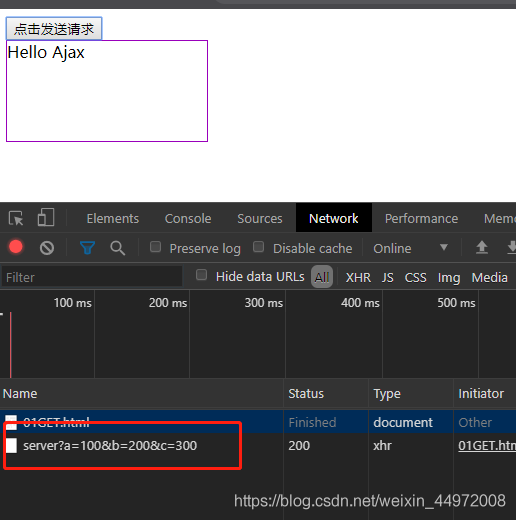 点击发送请求
Hello Ajax
Elements Console Sources Network Performance Memo
Preserve log Disable cache Online
Filter Hide data URLs All XHR JS CSS Img Media
100 ms 200 ms 300 ms 400 ms 500 ms
Name Status Type Initiator
01GET.html Finished document Other
server?a=100&b=200&c=300 200 xhr 01GET.htm
https://blog.csdn.net/weixin_44972008